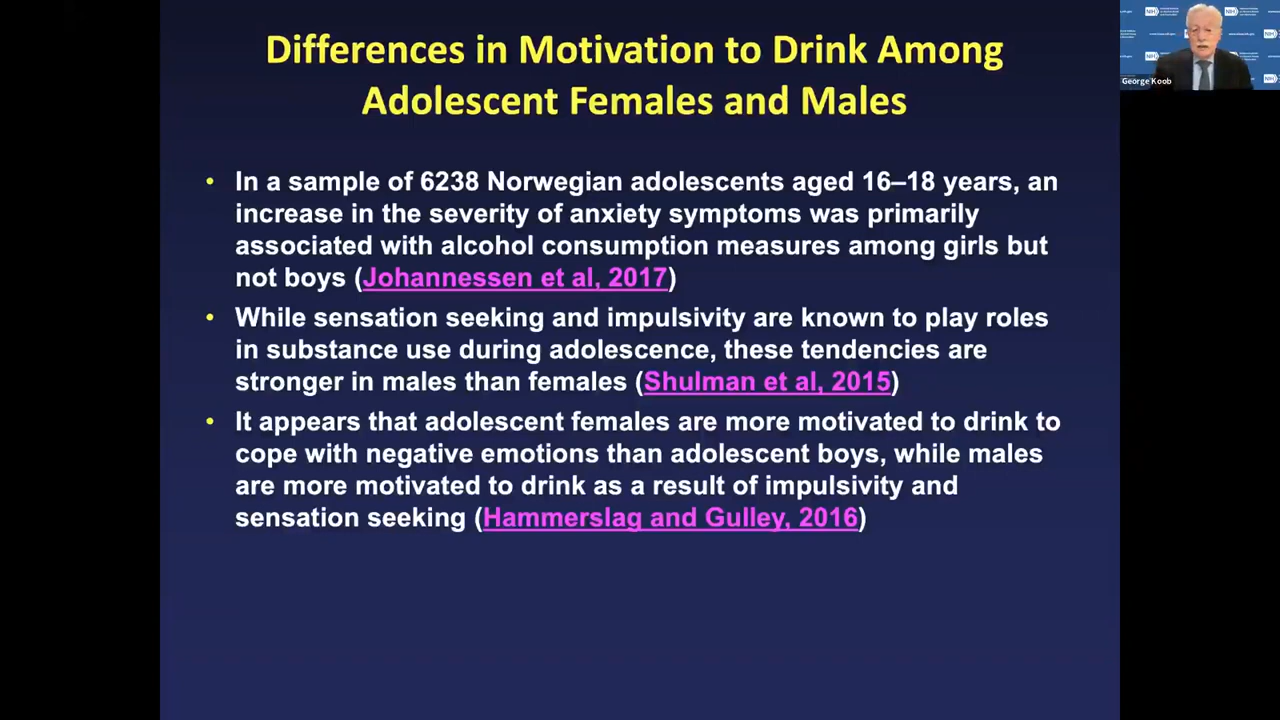 Differences in Motivation to Drink Among
Adolescent Females and Males
• In a sample of 6238 Norwegian adolescents aged 16–18 years, an
increase in the severity of anxiety symptoms was primarily
associated with alcohol consumption measures among girls but
not boys (Johannessen et al, 2017)
• While sensation seeking and impulsivity are known to play roles
in substance use during adolescence, these tendencies are
stronger in males than females (Shulman et al, 2015)
• It appears that adolescent females are more motivated to drink to
cope with negative emotions than adolescent boys, while males
are more motivated to drink as a result of impulsivity and
sensation seeking (Hammerslag and Gulley, 2016)
NIH
NIH
NIH
NIH
NIH
George Koob